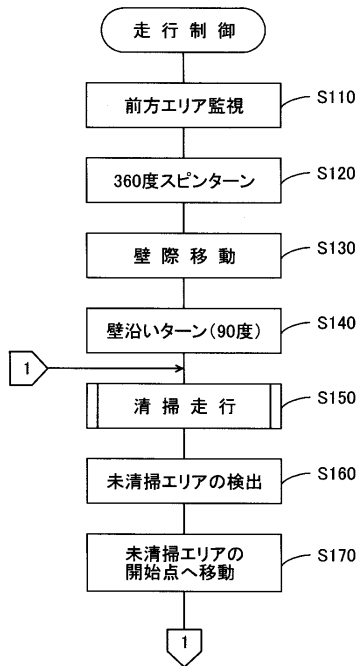 走行制御
前方エリア監視
S110
360度スピンターン
S120
壁際移動
S130
壁沿いターン(90度)
S140
1
清掃走行
S150
未清掃エリアの検出
S160
未清掃エリアの
開始点へ移動
S170
1